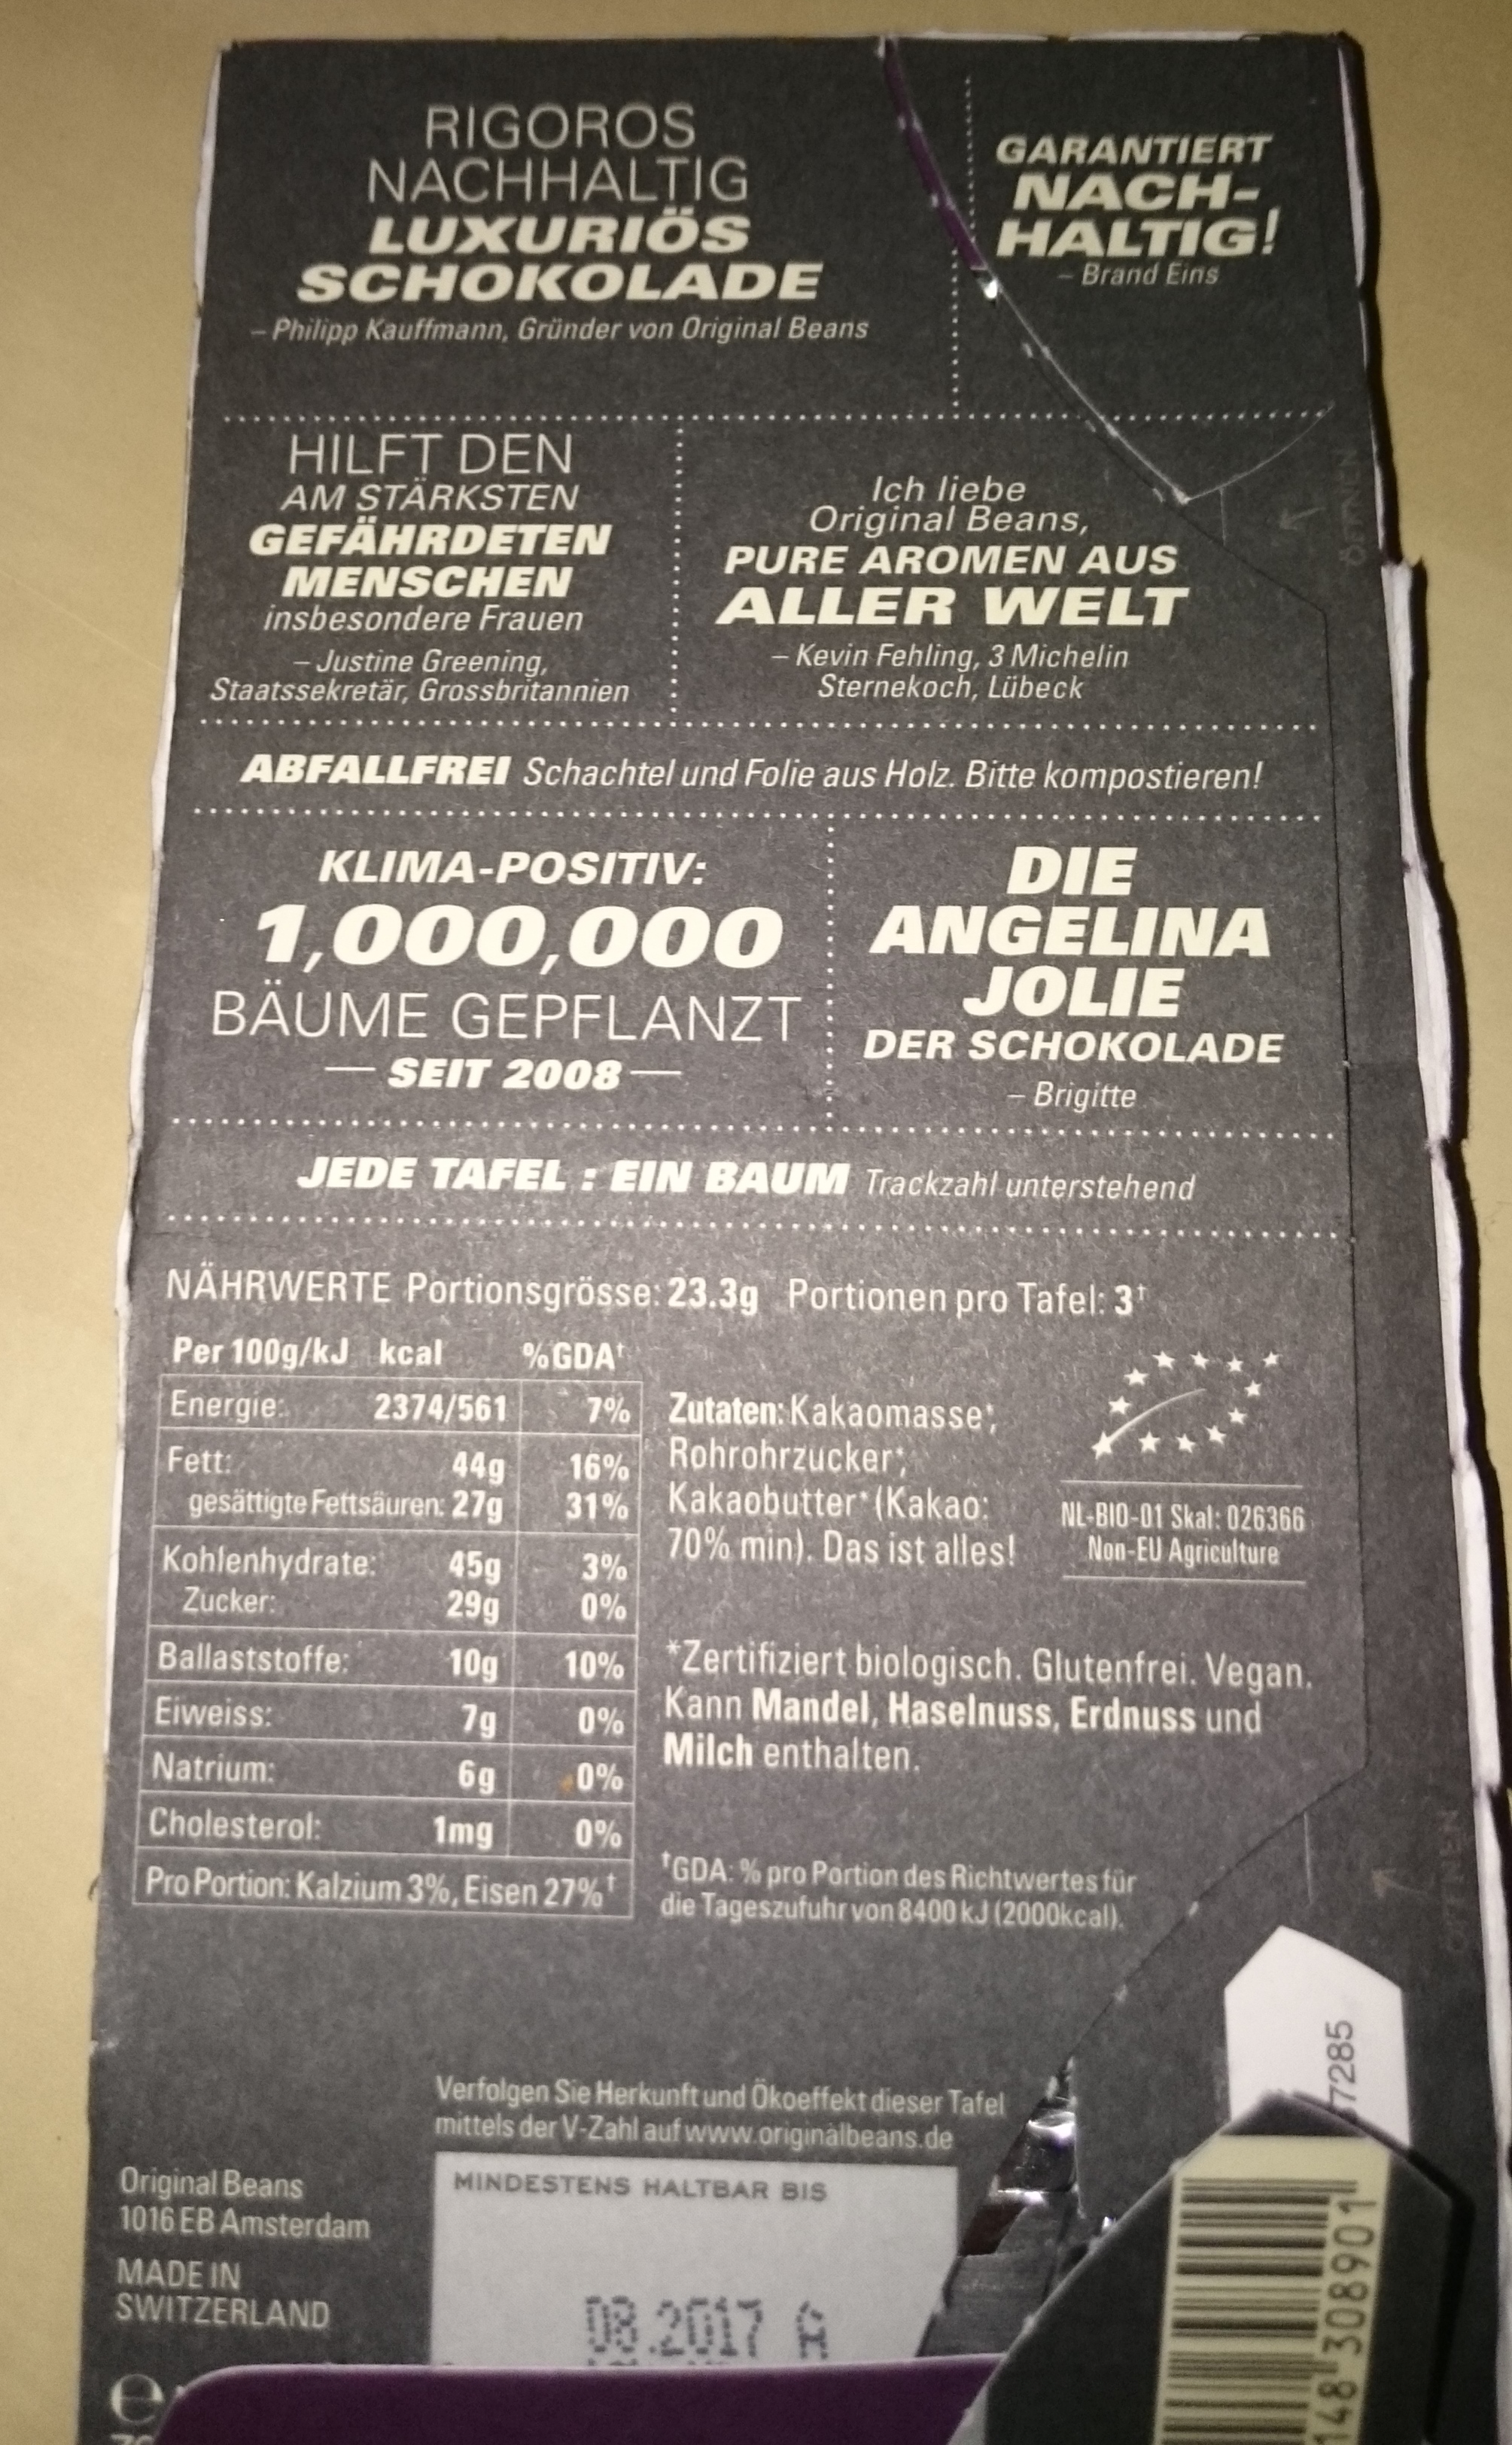 RIGOROS
NACHHALTIG
LUXURIÖS
SCHOKOLADE
– Philipp Kauffmann, Gründer von Original Beans
GARANTIERT
NACH-
HALTIG!
– Brand Eins
HILFT DEN
AM STÄRKSTEN
GEFÄHRDETEN
MENSCHEN
insbesondere Frauen
– Justine Greening,
Staatssekretär, Grossbritannien
Ich liebe
Original Beans,
PURE AROMEN AUS
ALLER WELT
– Kevin Fehling, 3 Michelin
Sternekoch, Lübeck
ÖFFNEN
ABFALLFREI Schachtel und Folie aus Holz. Bitte kompostieren!
KLIMA-POSITIV:
1,000,000
BÄUME GEPFLANZT
— SEIT 2008 —
DIE
ANGELINA
JOLIE
DER SCHOKOLADE
– Brigitte
JEDE TAFEL : EIN BAUM Trackzahl unterstehend
NÄHRWERTE Portionsgrösse: 23.3g Portionen pro Tafel: 3†
Per 100g/kJ kcal %GDA†
Energie: 2374/561 7%
Fett: 44g 16%
gesättigte Fettsäuren: 27g 31%
Kohlenhydrate: 45g 3%
Zucker: 29g 0%
Ballaststoffe: 10g 10%
Eiweiss: 7g 0%
Natrium: 6g 0%
Cholesterol: 1mg 0%
Pro Portion: Kalzium 3%, Eisen 27%†
Zutaten: Kakaomasse*,
Rohrohrzucker*,
Kakaobutter* (Kakao:
70% min). Das ist alles!
NL-BIO-01 Skal: 026366
Non-EU Agriculture
*Zertifiziert biologisch. Glutenfrei. Vegan.
Kann Mandel, Haselnuss, Erdnuss und
Milch enthalten.
†GDA: % pro Portion des Richtwertes für
die Tageszufuhr von 8400 kJ (2000kcal).
ÖFFNEN
77285
Verfolgen Sie Herkunft und Ökoeffekt dieser Tafel
mittels der V-Zahl auf www.originalbeans.de
Original Beans
1016 EB Amsterdam
MADE IN
SWITZERLAND
MINDESTENS HALTBAR BIS
08.2017 A
148 308901
e